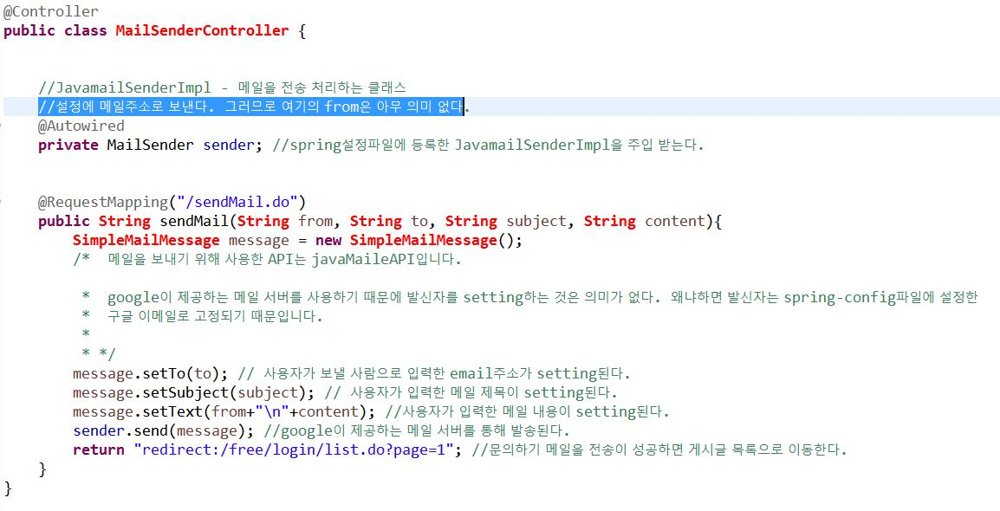 @Controller
public class MailSenderController {
//JavamailSenderImpl - 메일을 전송 처리하는 클래스
//설정에 메일주소로 보낸다. 그러므로 여기의 from은 아무 의미 없다.
@Autowired
private MailSender sender; //spring설정파일에 등록한 JavamailSenderImpl을 주입 받는다.
@RequestMapping("/sendMail.do")
public String sendMail(String from, String to, String subject, String content){
SimpleMailMessage message = new SimpleMailMessage();
/* 메일을 보내기 위해 사용한 API는 javaMaileAPI입니다.
* google이 제공하는 메일 서버를 사용하기 때문에 발신자를 setting하는 것은 의미가 없다. 왜냐하면 발신자는 spring-config파일에 설정한
* 구글 이메일로 고정되기 때문입니다.
*
* */
message.setTo(to); // 사용자가 보낼 사람으로 입력한 email주소가 setting된다.
message.setSubject(subject); // 사용자가 입력한 메일 제목이 setting된다.
message.setText(from+"\n"+content); //사용자가 입력한 메일 내용이 setting된다.
sender.send(message); //google이 제공하는 메일 서버를 통해 발송된다.
return "redirect:/free/login/list.do?page=1"; //문의하기 메일을 전송이 성공하면 게시글 목록으로 이동한다.
}
}